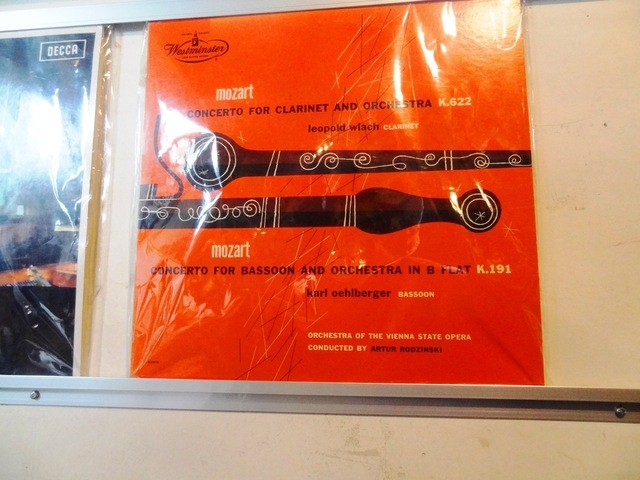 DECCA
Westminster
mozart
CONCERTO FOR CLARINET AND ORCHESTRA K.622
leopold wlach CLARINET
mozart
CONCERTO FOR BASSOON AND ORCHESTRA IN B FLAT K.191
karl oehlberger BASSOON
ORCHESTRA OF THE VIENNA STATE OPERA
CONDUCTED BY ARTUR RODZINSKI